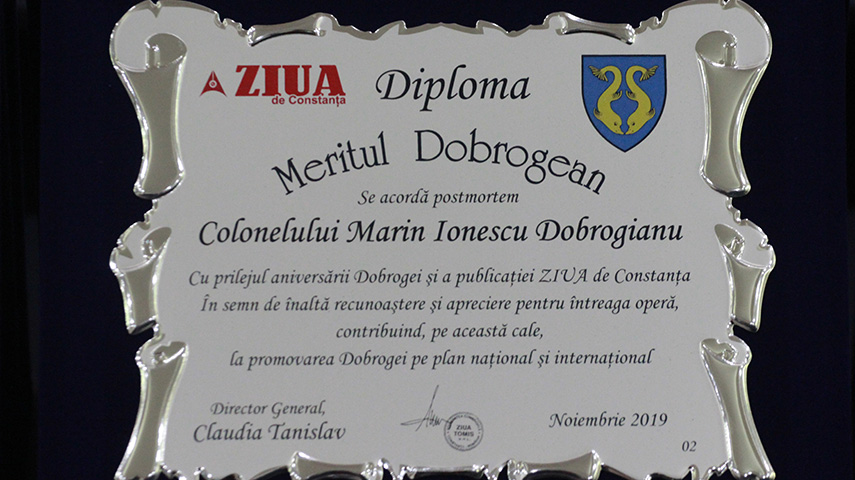 ZIUA
de Constanța
Diploma
Meritul Dobrogean
Se acordă postmortem
Colonelului Marin Ionescu Dobrogianu
Cu prilejul aniversării Dobrogei și a publicației ZIUA de Constanța
În semn de înaltă recunoaștere și apreciere pentru întreaga operă,
contribuind, pe această cale,
la promovarea Dobrogei pe plan național și internațional
Director General,
Claudia Tanislav
ZIUA
TOMIS
Noiembrie 2019
02